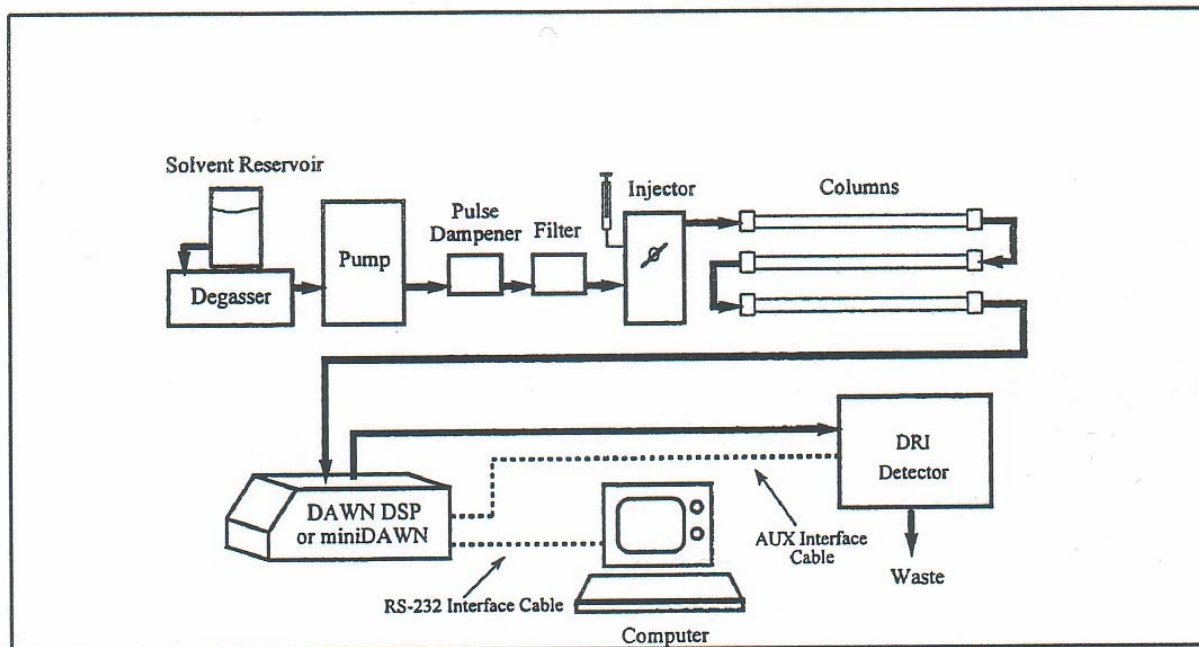 Solvent Reservoir
Degasser
Pump
Pulse
Dampener
Filter
Injector
Columns
DAWN DSP
or miniDAWN
DRI
Detector
AUX Interface
Cable
Waste
RS-232 Interface Cable
Computer